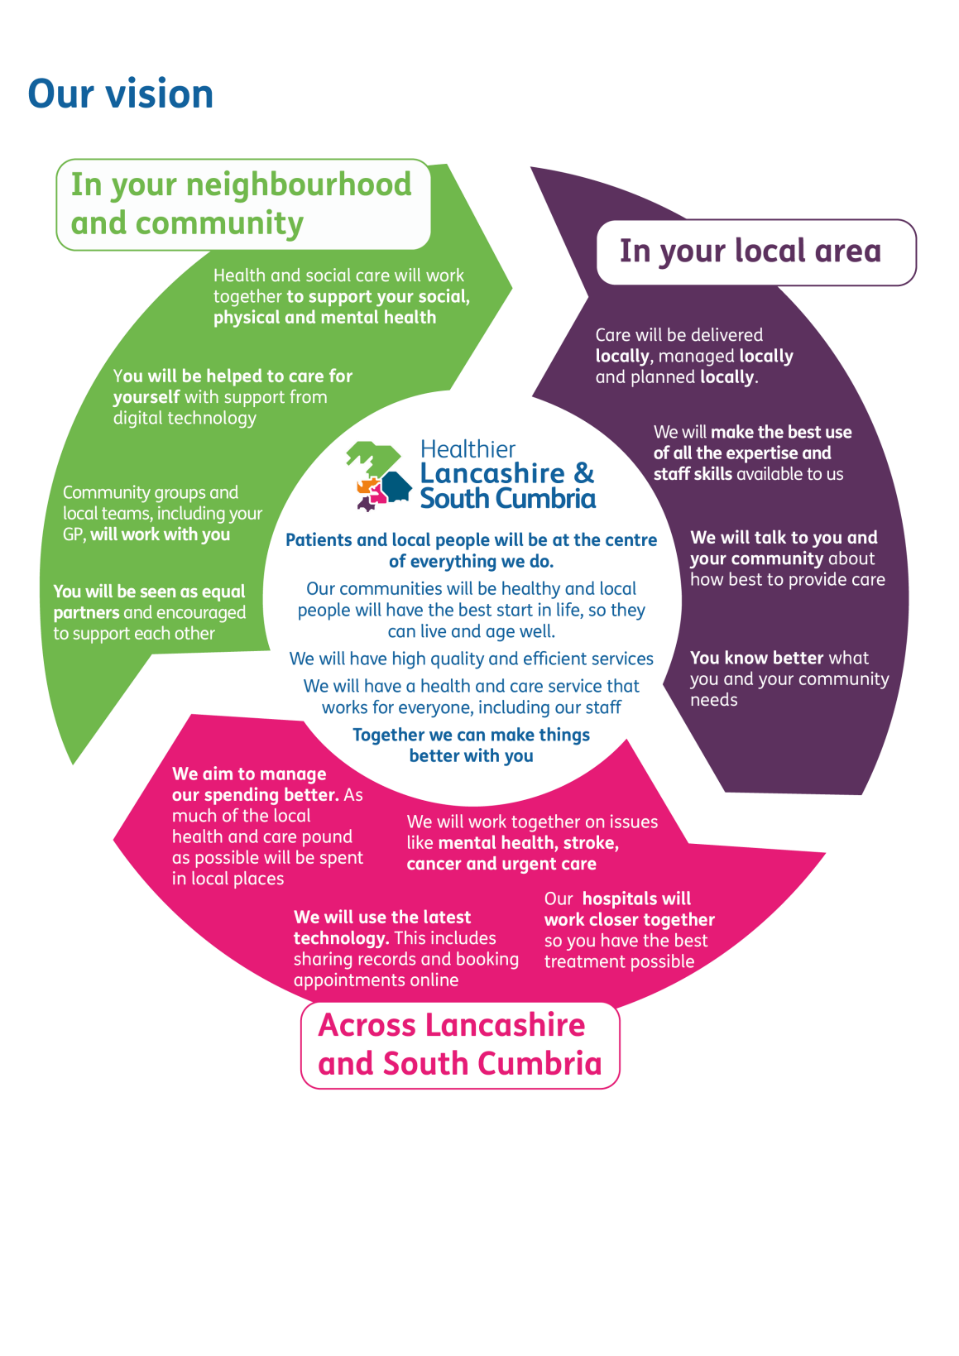 Our vision
In your neighbourhood
and community
Health and social care will work
together to support your social,
physical and mental health
You will be helped to care for
yourself with support from
digital technology
Community groups and
local teams, including your
GP, will work with you
You will be seen as equal
partners and encouraged
to support each other
In your local area
Care will be delivered
locally, managed locally
and planned locally.
We will make the best use
of all the expertise and
staff skills available to us
We will talk to you and
your community about
how best to provide care
You know better what
you and your community
needs
Healthier
Lancashire &
South Cumbria
Patients and local people will be at the centre
of everything we do.
Our communities will be healthy and local
people will have the best start in life, so they
can live and age well.
We will have high quality and efficient services
We will have a health and care service that
works for everyone, including our staff
Together we can make things
better with you
We aim to manage
our spending better. As
much of the local
health and care pound
as possible will be spent
in local places
We will work together on issues
like mental health, stroke,
cancer and urgent care
We will use the latest
technology. This includes
sharing records and booking
appointments online
Our hospitals will
work closer together
so you have the best
treatment possible
Across Lancashire
and South Cumbria